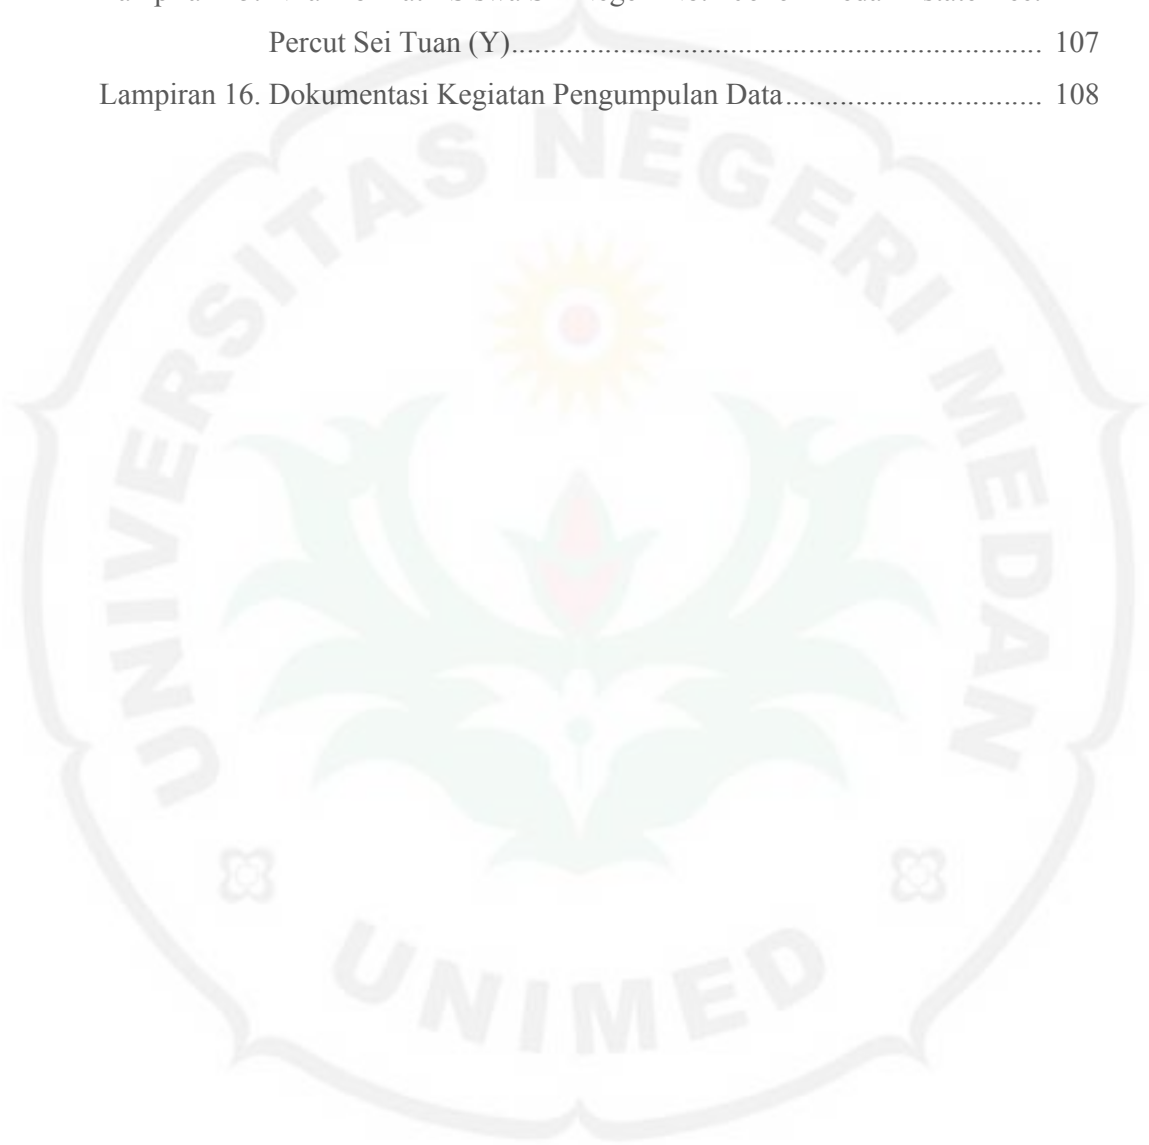 Percut Sei Tuan (Y)..................................................................... 107
Lampiran 16. Dokumentasi Kegiatan Pengumpulan Data................................. 108
UNIVERSITAS NEGERI MEDAN
UNIMED